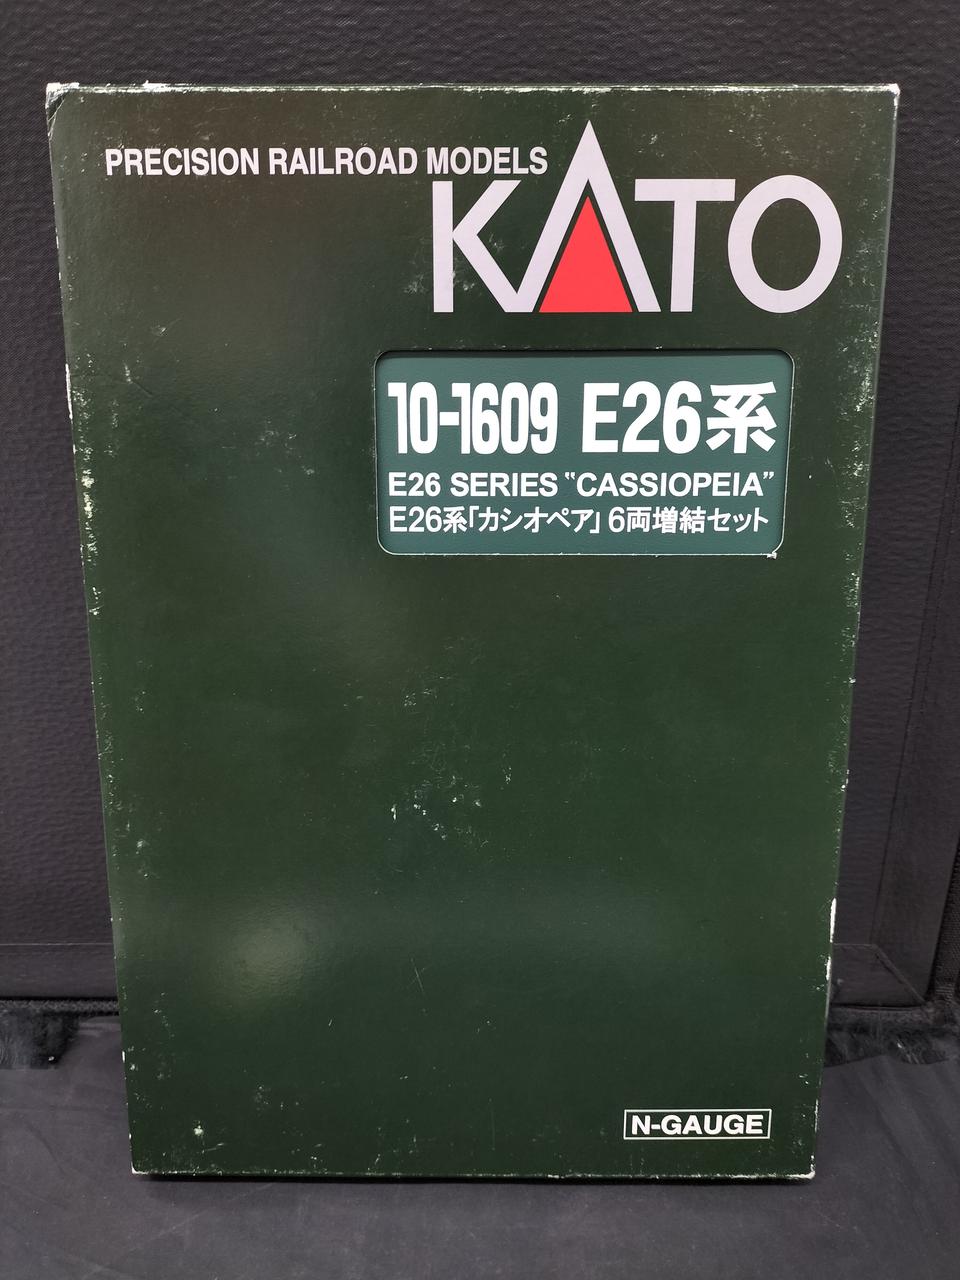 PRECISION RAILROAD MODELS
KATO
10-1609 E26系
E26 SERIES "CASSIOPEIA"
E26系「カシオペア」6両増結セット
N-GAUGE